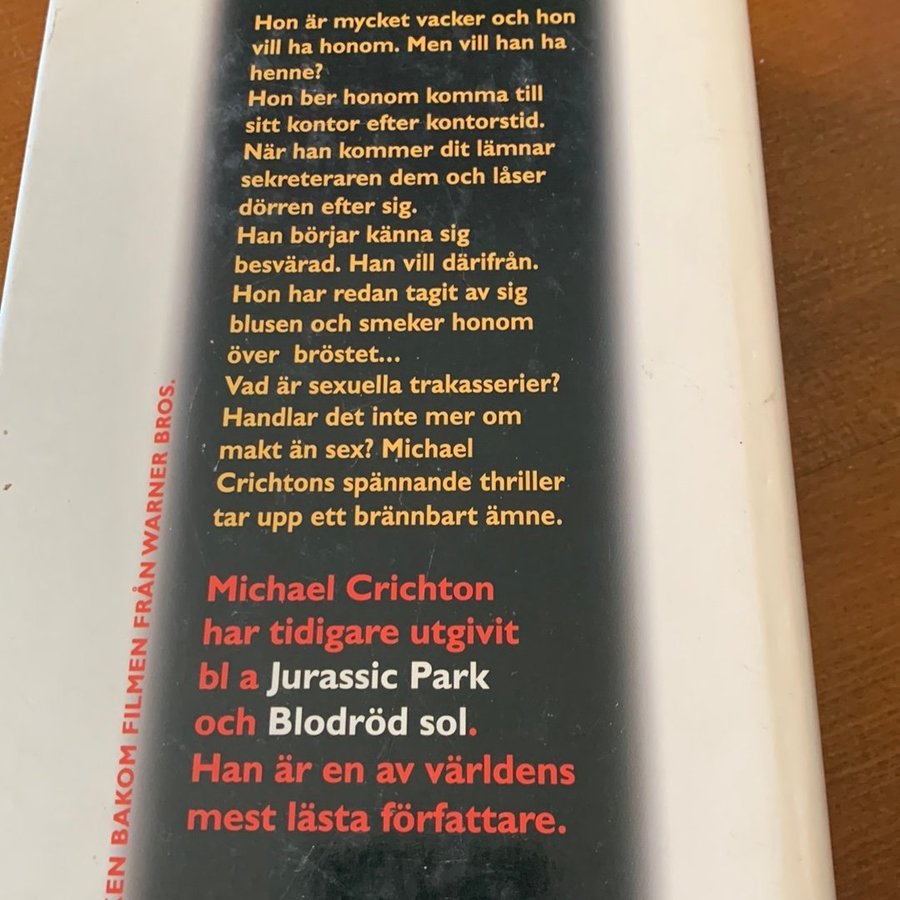 Hon är mycket vacker och hon
vill ha honom. Men vill han ha
henne?
Hon ber honom komma till
sitt kontor efter kontorstid.
När han kommer dit lämnar
sekreteraren dem och låser
dörren efter sig.
Han börjar känna sig
besvärad. Han vill därifrån.
Hon har redan tagit av sig
blusen och smeker honom
över bröstet...
Vad är sexuella trakasserier?
Handlar det inte mer om
makt än sex? Michael
Crichtons spännande thriller
tar upp ett brännbart ämne.
Michael Crichton
har tidigare utgivit
bl a Jurassic Park
och Blodröd sol.
Han är en av världens
mest lästa författare.
BAKOM FILMEN FRÅN WARNER BROS.